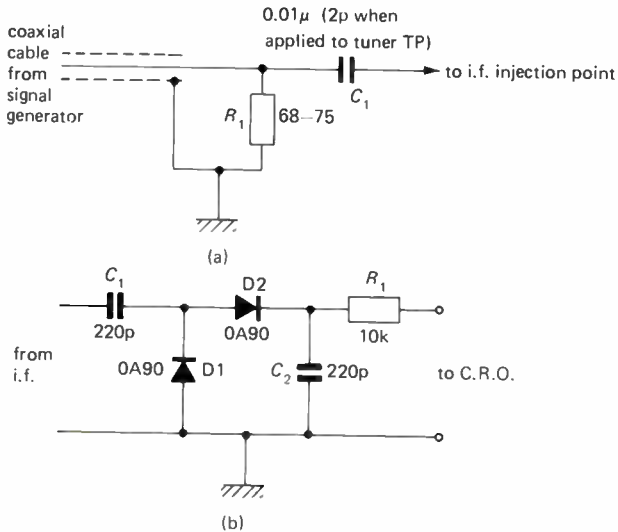 0.01µ (2p when
applied to tuner TP)
coaxial
cable
from
signal
generator
C1
to i.f. injection point
R1
68–75
(a)
C1
220p
D2
0A90
R1
10k
from
i.f.
0A90
D1
C2
220p
to C.R.O.
(b)